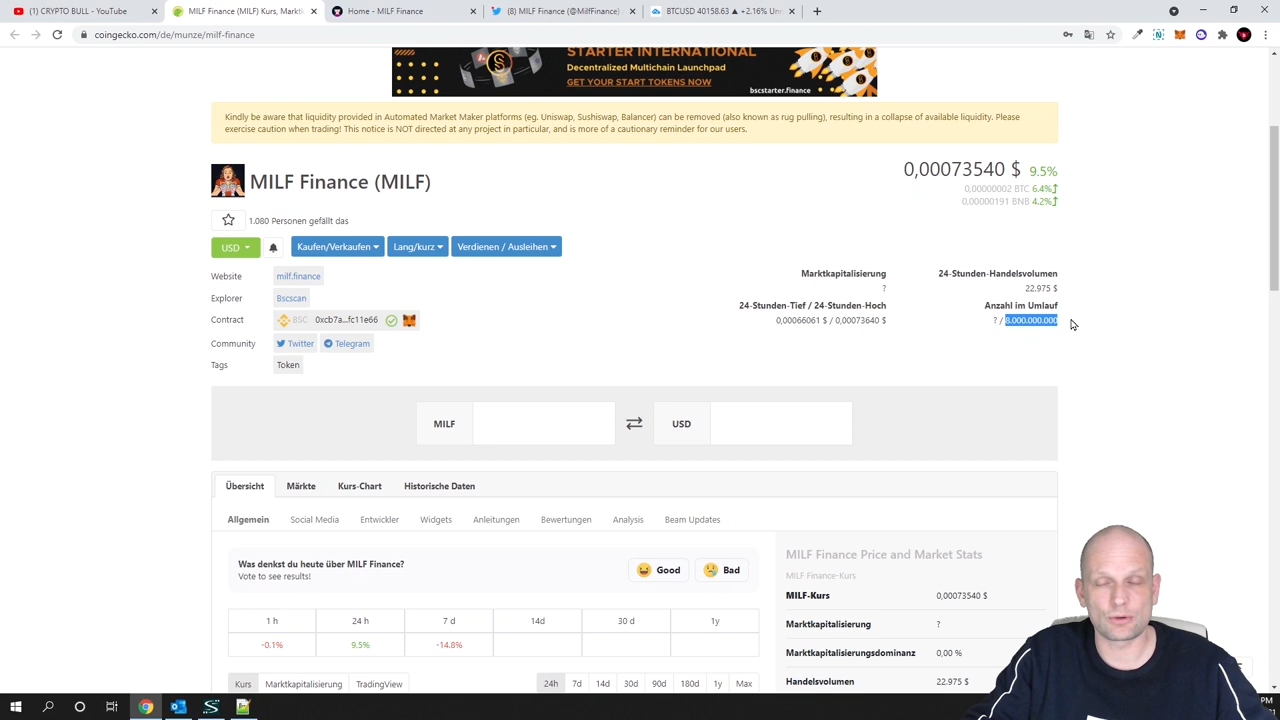 (1) CRYPTO BULL - YouTube
MILF Finance (MILF) Kurs, Markt
Home - MILF Finance
(8) MILF Finance (@MilfFinance)
BTCUSD 40158.63 ▲ +2.16% Unn
coingecko.com/de/munze/milf-finance
STARTER INTERNATIONAL
Decentralized Multichain Launchpad
GET YOUR START TOKENS NOW
bscstarter.finance
Kindly be aware that liquidity provided in Automated Market Maker platforms (eg. Uniswap, Sushiswap, Balancer) can be removed (also known as rug pulling), resulting in a collapse of available liquidity. Please
exercise caution when trading! This notice is NOT directed at any project in particular, and is more of a cautionary reminder for our users.
MILF Finance (MILF)
0,00073540 $ 9.5%
0,00000002 BTC 6.4%
0,00000191 BNB 4.2%
1.080 Personen gefällt das
USD
Kaufen/Verkaufen
Lang/kurz
Verdienen / Ausleihen
Website milf.finance
Marktkapitalisierung
24-Stunden-Handelsvolumen
?
22.975 $
Explorer Bscscan
24-Stunden-Tief / 24-Stunden-Hoch
Anzahl im Umlauf
Contract BSC 0xcb7a...fc11e66
0,00066061 $ / 0,00073640 $
? / 8.000.000.000
Community Twitter Telegram
Tags Token
MILF
USD
Übersicht Märkte Kurs-Chart Historische Daten
Allgemein Social Media Entwickler Widgets Anleitungen Bewertungen Analysis Beam Updates
Was denkst du heute über MILF Finance?
Vote to see results!
Good
Bad
1 h 24 h 7 d 14d 30 d 1y
-0.1% 9.5% -14.8%
Kurs Marktkapitalisierung TradingView
24h 7d 14d 30d 90d 180d 1y Max
MILF Finance Price and Market Stats
MILF Finance-Kurs
MILF-Kurs 0,00073540 $
Marktkapitalisierung ?
Marktkapitalisierungsdominanz 0,00 %
Handelsvolumen 22.975 $
PM